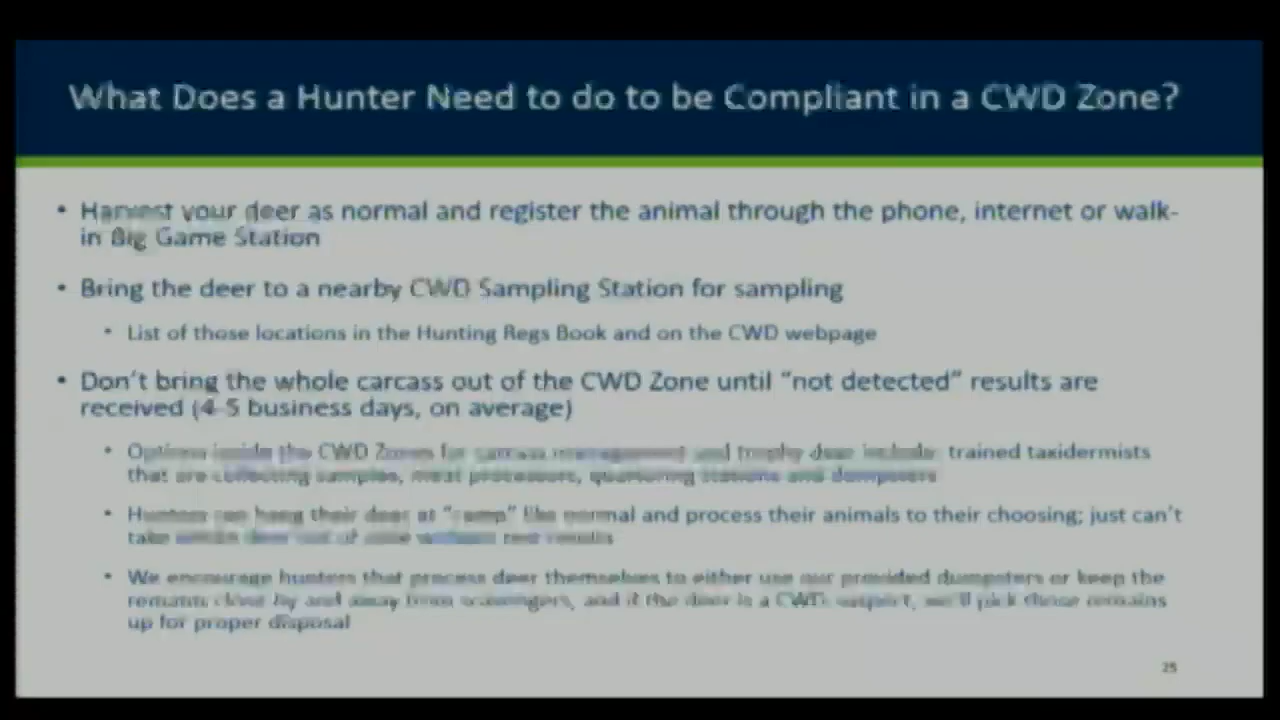 What Does a Hunter Need to do to be Compliant in a CWD Zone?
• Harvest your deer as normal and register the animal through the phone, internet or walk-
in Big Game Station
• Bring the deer to a nearby CWD Sampling Station for sampling
• List of those locations in the Hunting Regs Book and on the CWD webpage
• Don't bring the whole carcass out of the CWD Zone until "not detected" results are
received (4-5 business days, on average)
• Options inside the CWD Zones for carcass management and trophy deer include: trained taxidermists
that are collecting samples, meat processors, quartering stations and dumpsters
• Hunters can hang their deer at "camp" like normal and process their animals to their choosing; just can't
take whole deer out of zone without test results
• We encourage hunters that process deer themselves to either use our provided dumpsters or keep the
remains close by and away from scavengers, and if the deer is a CWD suspect, we'll pick those remains
up for proper disposal
25